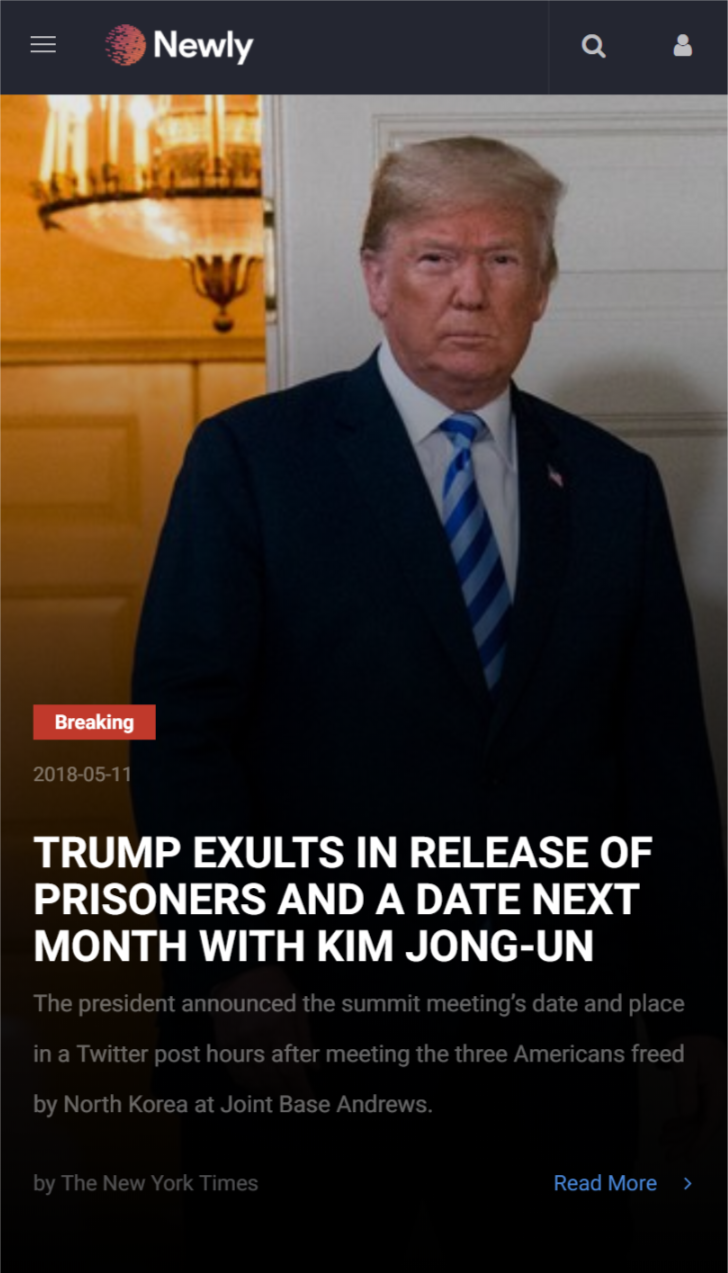 Newly
Breaking
2018-05-11
TRUMP EXULTS IN RELEASE OF
PRISONERS AND A DATE NEXT
MONTH WITH KIM JONG-UN
The president announced the summit meeting’s date and place
in a Twitter post hours after meeting the three Americans freed
by North Korea at Joint Base Andrews.
by The New York Times
Read More